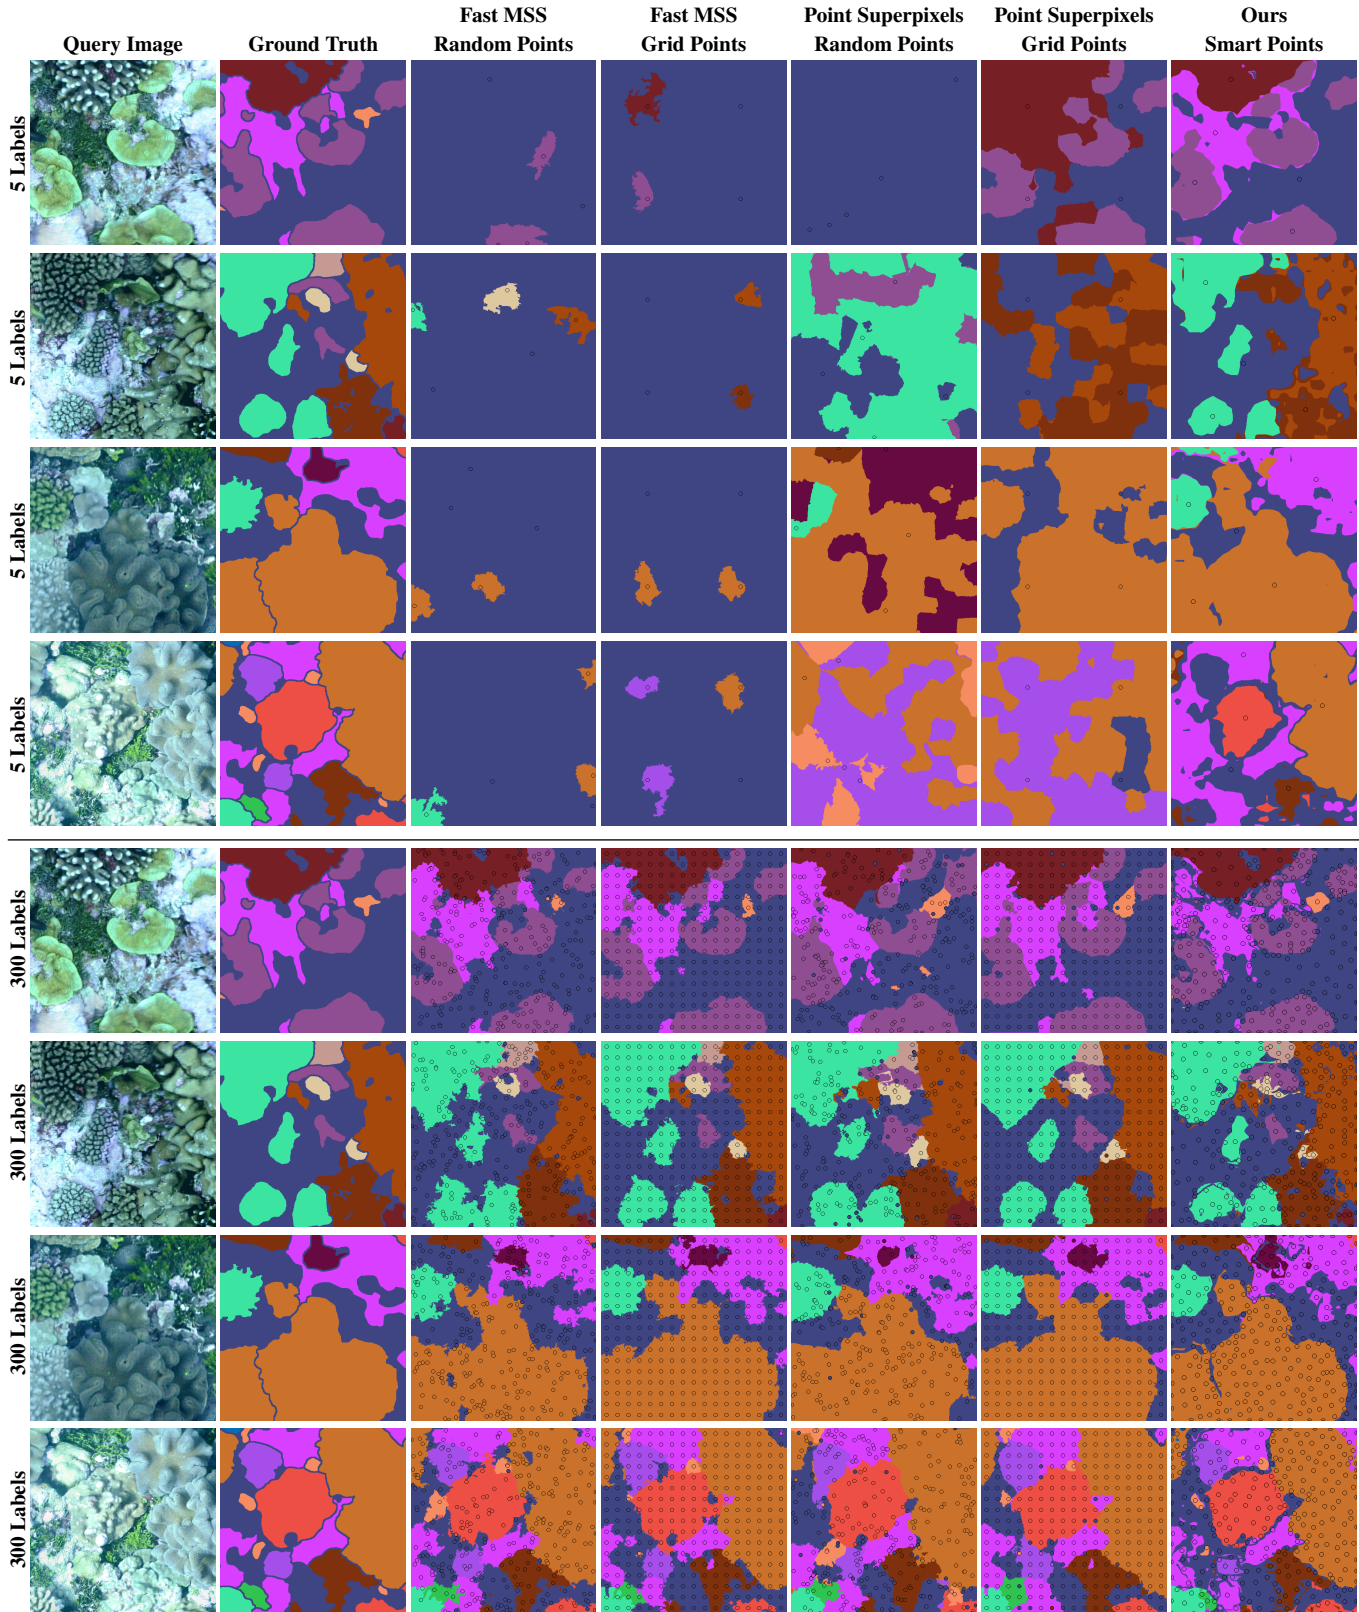 Fast MSS Fast MSS Point Superpixels Point Superpixels Ours
Query Image Ground Truth Random Points Grid Points Random Points Grid Points Smart Points
5 Labels
5 Labels
5 Labels
5 Labels
300 Labels
300 Labels
300 Labels
300 Labels